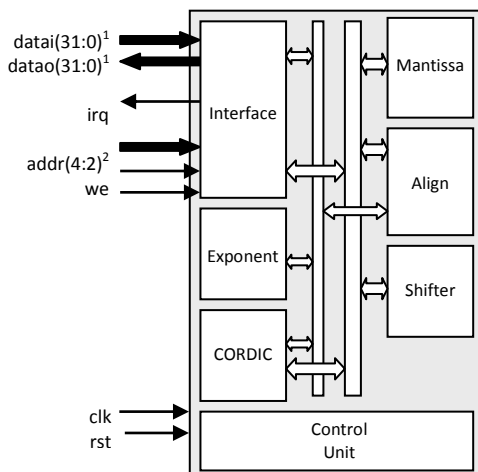 datai(31:0)¹
datao(31:0)¹
irq
addr(4:2)²
we
Interface
Mantissa
Align
Exponent
Shifter
CORDIC
clk
rst
Control
Unit